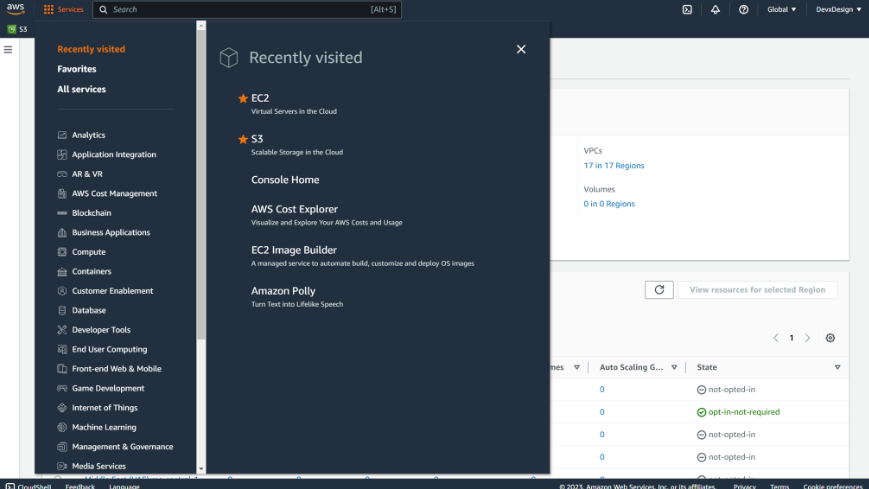 aws
Services
Search
[Alt+S]
Global
DevxDesign
S3
Recently visited
Favorites
All services
Analytics
Application Integration
AR & VR
AWS Cost Management
Blockchain
Business Applications
Compute
Containers
Customer Enablement
Database
Developer Tools
End User Computing
Front-end Web & Mobile
Game Development
Internet of Things
Machine Learning
Management & Governance
Media Services
Recently visited
EC2
Virtual Servers in the Cloud
S3
Scalable Storage in the Cloud
Console Home
AWS Cost Explorer
Visualize and Explore Your AWS Costs and Usage
EC2 Image Builder
A managed service to automate build, customize and deploy OS images
Amazon Polly
Turn Text into Lifelike Speech
VPCs
17 in 17 Regions
Volumes
0 in 0 Regions
View resources for selected Region
1
Auto Scaling G...
State
0
not-opted-in
0
opt-in-not-required
0
not-opted-in
0
not-opted-in
CloudShell
Feedback
Language
© 2023, Amazon Web Services, Inc. or its affiliates.
Privacy
Terms
Cookie preferences